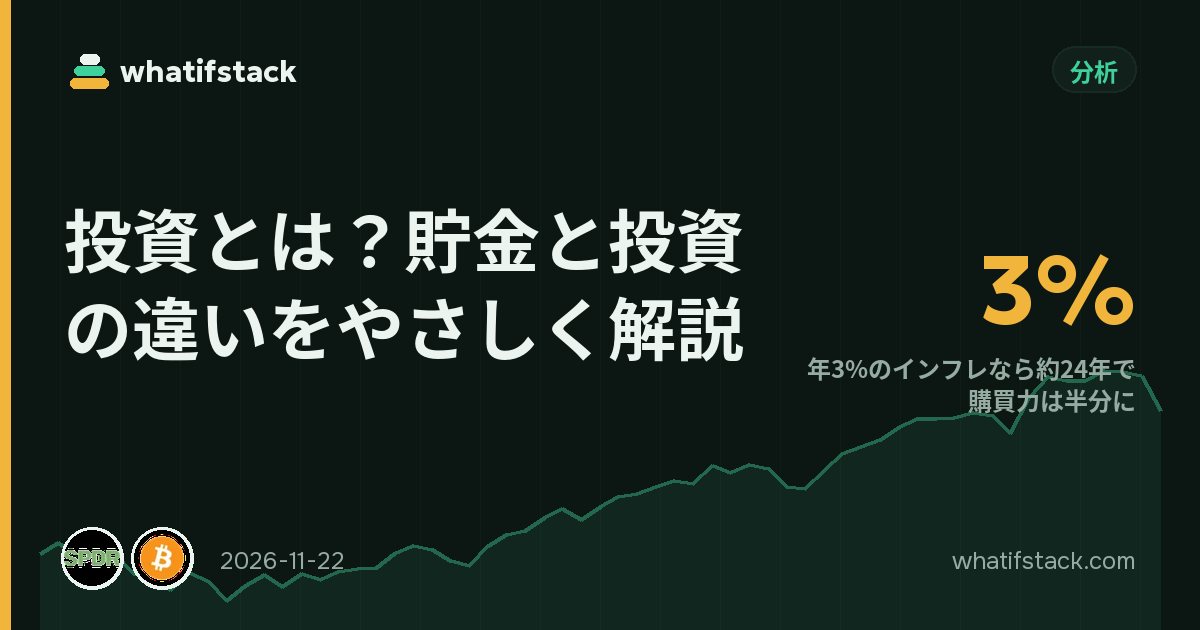 whatifstack
分析
投資とは？貯金と投資
の違いをやさしく解説
3%
年3%のインフレなら約24年で
購買力は半分に
SPDR
2026-11-22
whatifstack.com